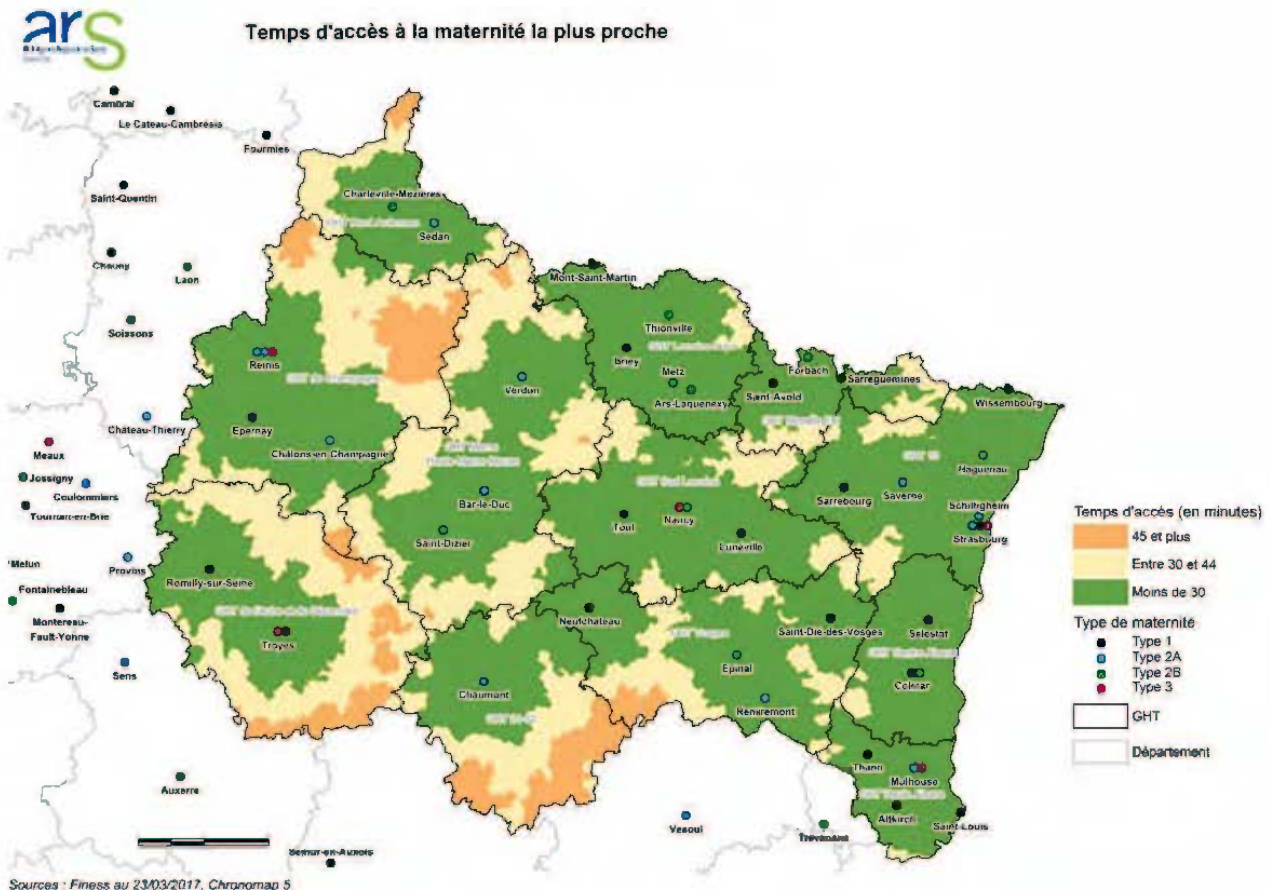 ars
Temps d'accès à la maternité la plus proche
Cambrai
Le Cateau-Cambrésis
Fourmies
Saint-Quentin
Charleville-Mézières
Sedan
Chauny
Laon
Mont-Saint-Martin
Soissons
Thionville
Briey
Reims
Metz
Forbach
Verdun
Sarreguemines
Ars-Laquenexy
Saint-Avold
Wissembourg
Château-Thierry
Epernay
Châlons-en-Champagne
Meaux
Haguenau
Jossigny
Coulommiers
Saverne
Sarrebourg
Bar-le-Duc
Schiltigheim
Tournan-en-Brie
Nancy
Toul
Strasbourg
Saint-Dizier
Luneville
Melun
Provins
Romilly-sur-Seine
Fontainebleau
Montereau-
Fault-Yonne
Neufchateau
Saint-Die-des-Vosges
Selestat
Troyes
Sens
Epinal
Colmar
Chaumont
Remiremont
Thann
Mulhouse
Auxerre
Altkirch
Saint-Louis
Vesoul
Semur-en-Auxois
Temps d'accès (en minutes)
45 et plus
Entre 30 et 44
Moins de 30
Type de maternité
Type 1
Type 2A
Type 2B
Type 3
GHT
Département
Sources : Finess au 23/03/2017, Chronomap 5